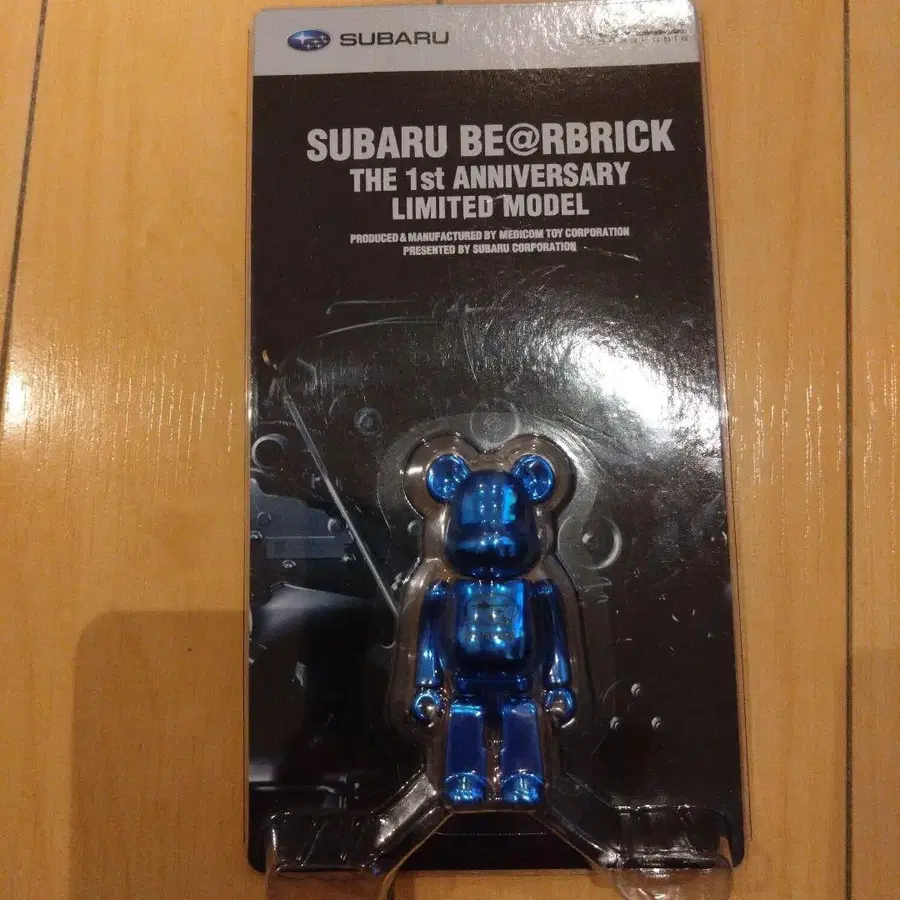 SUBARU
SUBARU BE@RBRICK
THE 1st ANNIVERSARY
LIMITED MODEL
PRODUCED & MANUFACTURED BY MEDICOM TOY CORPORATION
PRESENTED BY SUBARU CORPORATION